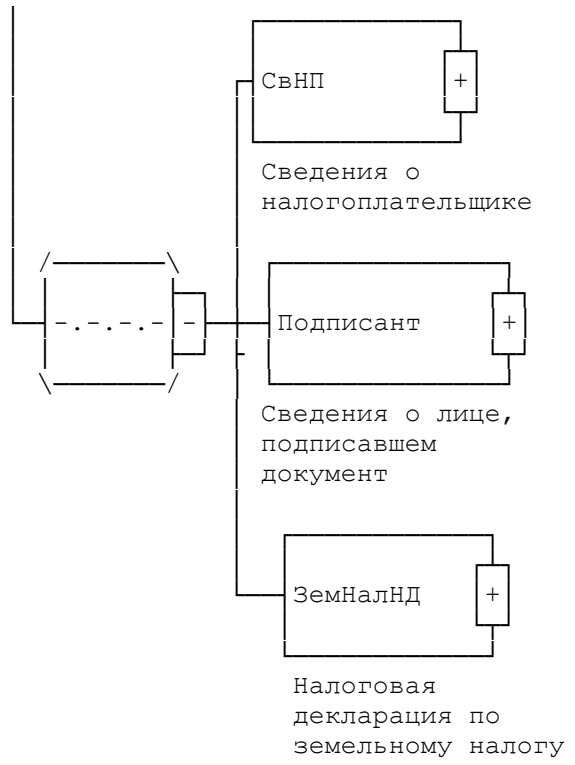 СвНП +
Сведения о
налогоплательщике
-.-.-.- - Подписант +
Сведения о лице,
подписавшем
документ
ЗемНалНД +
Налоговая
декларация по
земельному налогу